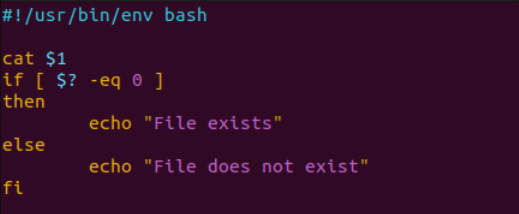 #!/usr/bin/env bash
cat $1
if [ $? -eq 0 ]
then
        echo "File exists"
else
        echo "File does not exist"
fi